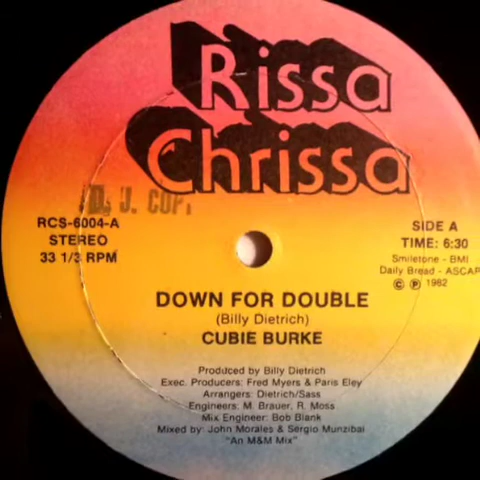 Rissa
Chrissa
D. J. COPY
RCS-6004-A
STEREO
33 1/3 RPM
SIDE A
TIME: 6:30
Smiletone - BMI
Daily Bread - ASCAP
© ℗ 1982
DOWN FOR DOUBLE
(Billy Dietrich)
CUBIE BURKE
Produced by Billy Dietrich
Exec. Producers: Fred Myers & Paris Eley
Arrangers: Dietrich/Sass
Engineers: M. Brauer, R. Moss
Mix Engineer: Bob Blank
Mixed by: John Morales & Sergio Munzibai
"An M&M Mix"